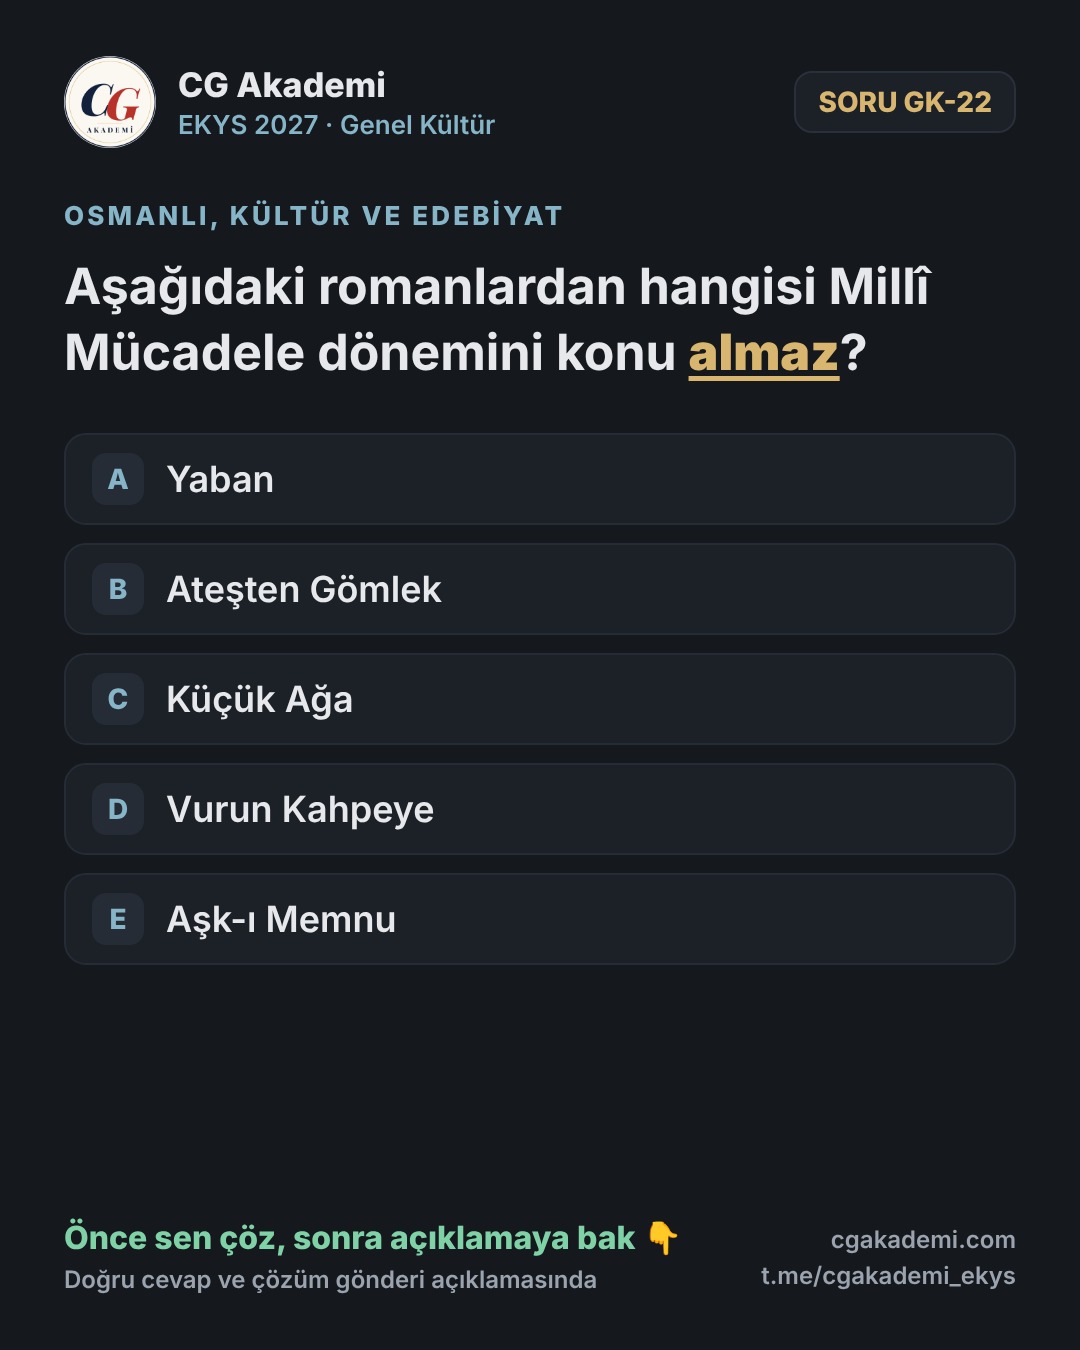 CG
AKADEMİ
CG Akademi
EKYS 2027 · Genel Kültür
SORU GK-22
OSMANLI, KÜLTÜR VE EDEBİYAT
Aşağıdaki romanlardan hangisi Millî
Mücadele dönemini konu almaz?
A Yaban
B Ateşten Gömlek
C Küçük Ağa
D Vurun Kahpeye
E Aşk-ı Memnu
Önce sen çöz, sonra açıklamaya bak 👇
Doğru cevap ve çözüm gönderi açıklamasında
cgakademi.com
t.me/cgakademi_ekys